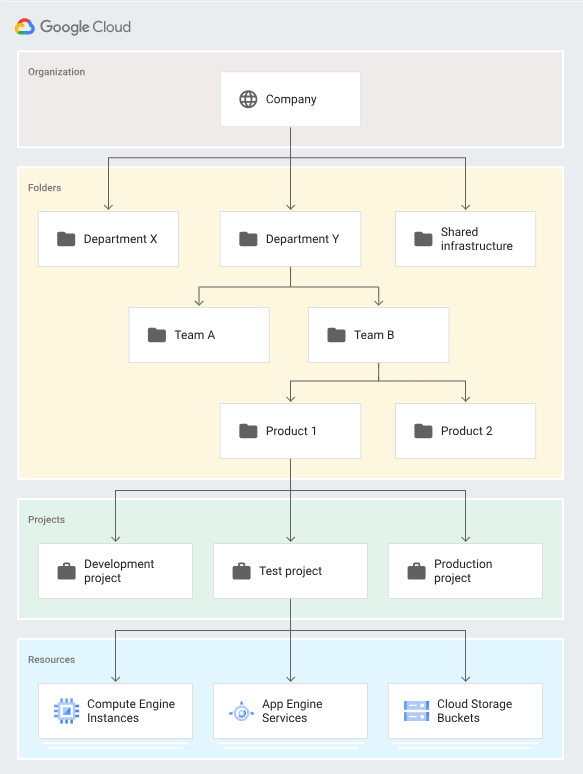 Google Cloud
Organization
Company
Folders
Department X
Department Y
Shared
infrastructure
Team A
Team B
Product 1
Product 2
Projects
Development
project
Test project
Production
project
Resources
Compute Engine
Instances
App Engine
Services
Cloud Storage
Buckets